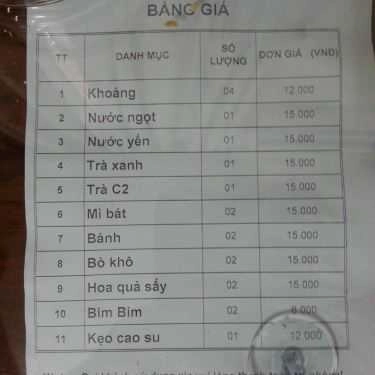 BẢNG GIÁ
TT DANH MỤC SỐ LƯỢNG ĐƠN GIÁ (VNĐ)
1 Khoáng 04 12.000
2 Nước ngọt 01 15.000
3 Nước yến 01 15.000
4 Trà xanh 01 15.000
5 Trà C2 01 15.000
6 Mì bát 02 15.000
7 Bánh 02 15.000
8 Bò khô 02 15.000
9 Hoa quả sấy 02 15.000
10 Bim Bim 02 6.000
11 Kẹo cao su 01 12.000